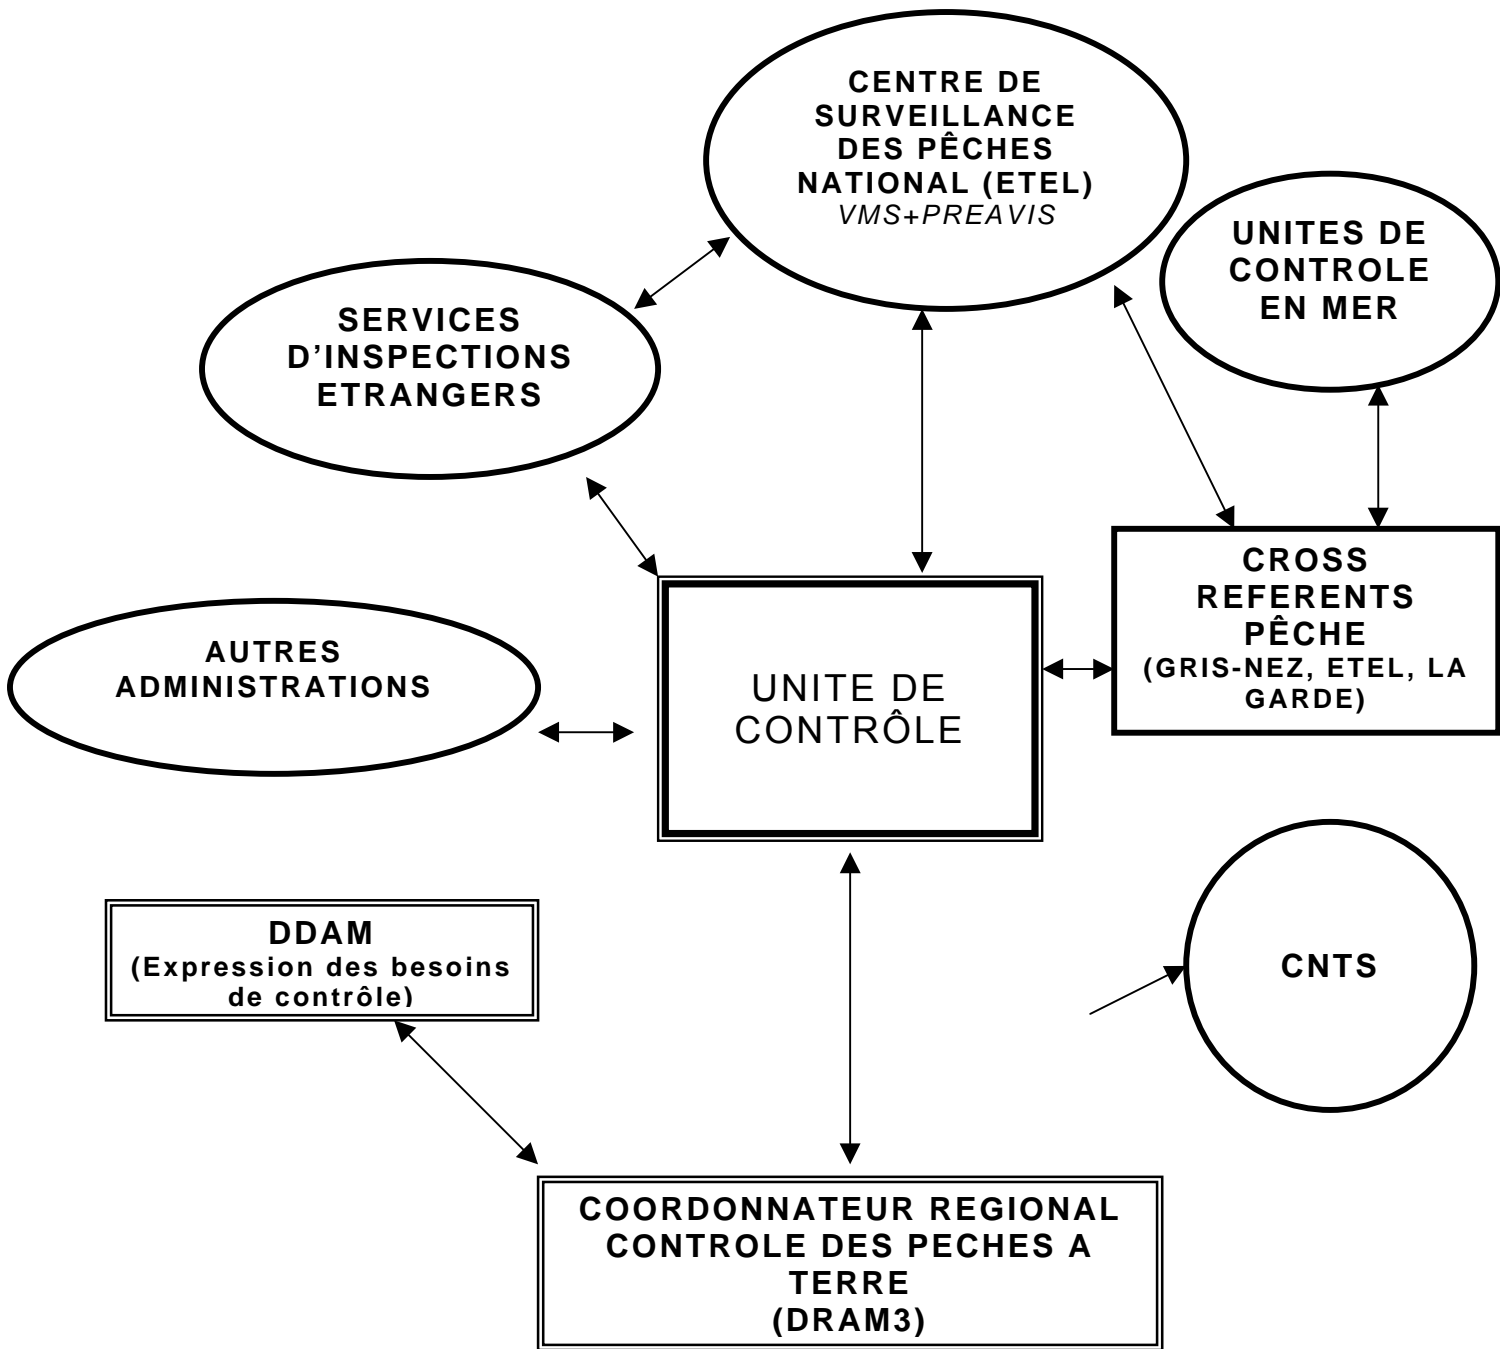 CENTRE DE
SURVEILLANCE
DES PÊCHES
NATIONAL (ETEL)
VMS+PREAVIS
UNITES DE
CONTROLE
EN MER
SERVICES
D’INSPECTIONS
ETRANGERS
CROSS
REFERENTS
PÊCHE
(GRIS-NEZ, ETEL, LA
GARDE)
AUTRES
ADMINISTRATIONS
UNITE DE
CONTRÔLE
DDAM
(Expression des besoins
de contrôle)
CNTS
COORDONNATEUR REGIONAL
CONTROLE DES PECHES A
TERRE
(DRAM3)